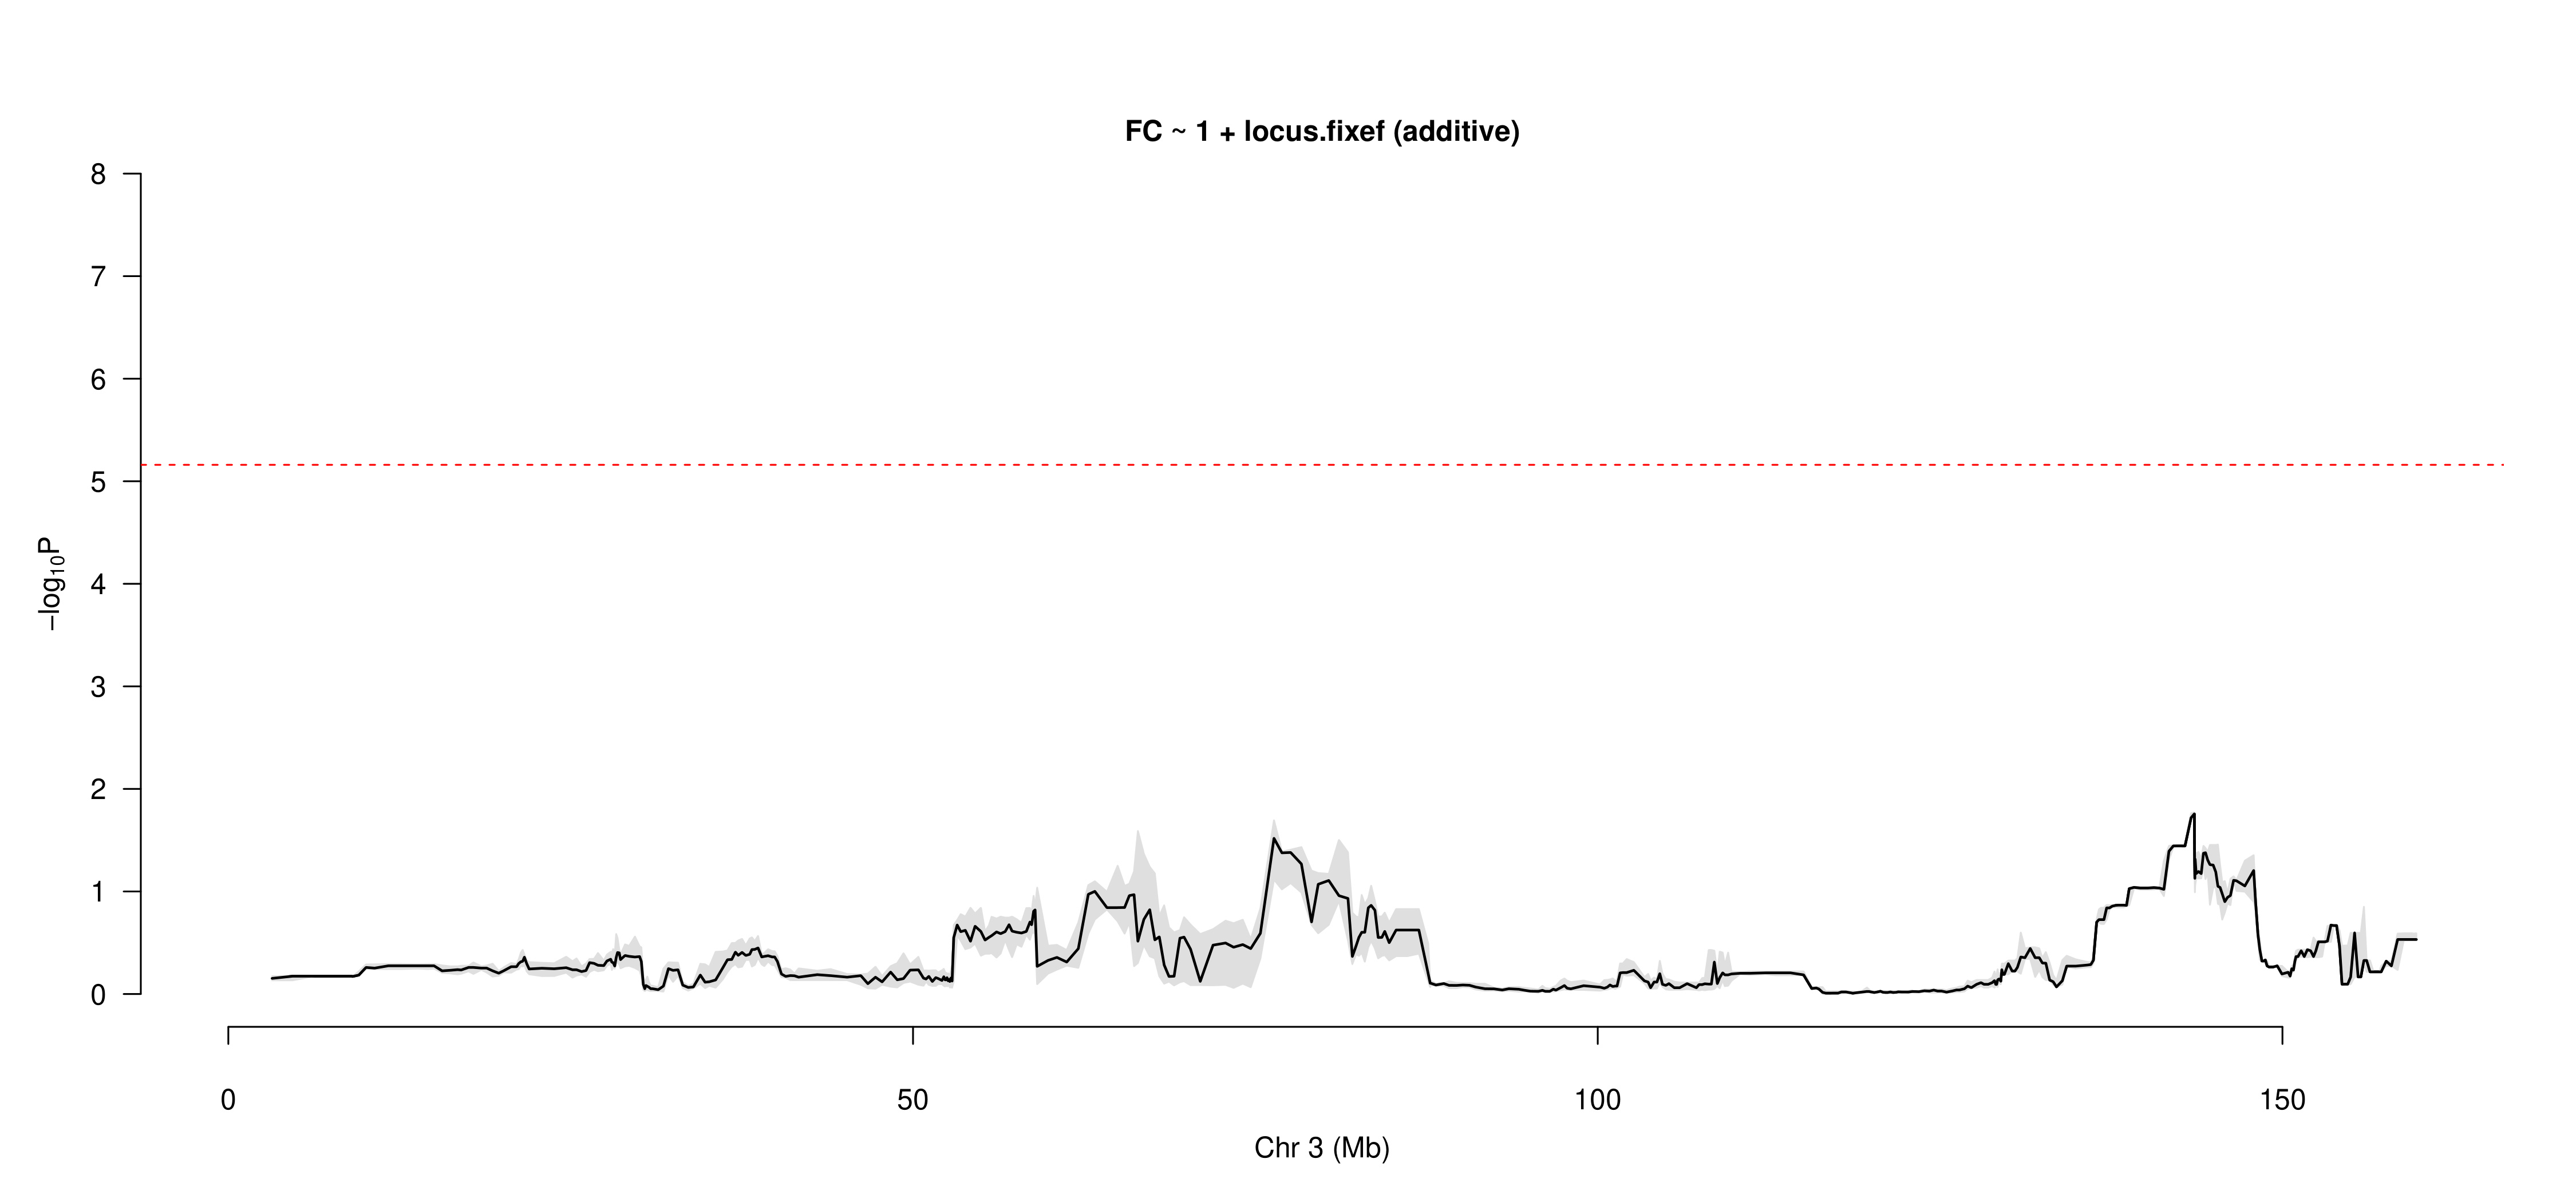 FC ~ 1 + locus.fixef (additive)
8
7
6
5
4
3
2
1
0
−log₁₀P
0 50 100 150
Chr 3 (Mb)